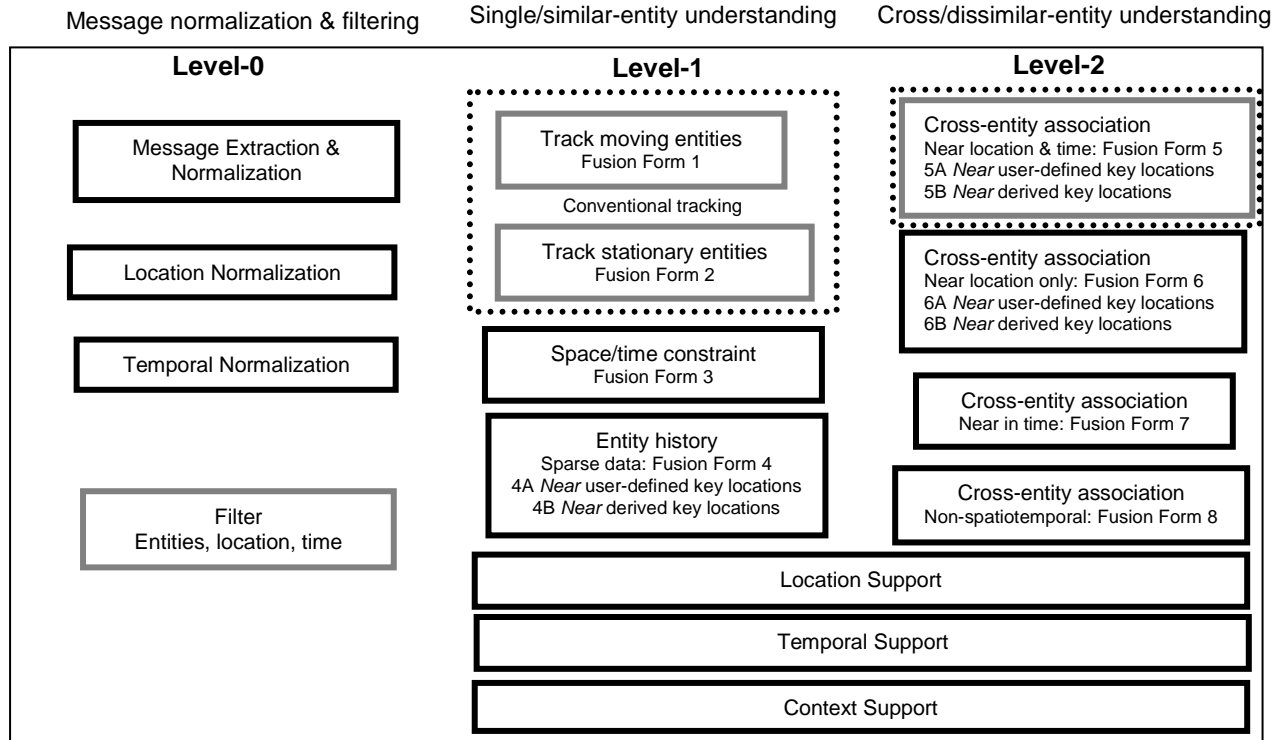 Message normalization & filtering
Single/similar-entity understanding
Cross/dissimilar-entity understanding
Level-0
Message Extraction &
Normalization
Location Normalization
Temporal Normalization
Filter
Entities, location, time
Level-1
Track moving entities
Fusion Form 1
Conventional tracking
Track stationary entities
Fusion Form 2
Space/time constraint
Fusion Form 3
Entity history
Sparse data: Fusion Form 4
4A Near user-defined key locations
4B Near derived key locations
Level-2
Cross-entity association
Near location & time: Fusion Form 5
5A Near user-defined key locations
5B Near derived key locations
Cross-entity association
Near location only: Fusion Form 6
6A Near user-defined key locations
6B Near derived key locations
Cross-entity association
Near in time: Fusion Form 7
Cross-entity association
Non-spatiotemporal: Fusion Form 8
Location Support
Temporal Support
Context Support